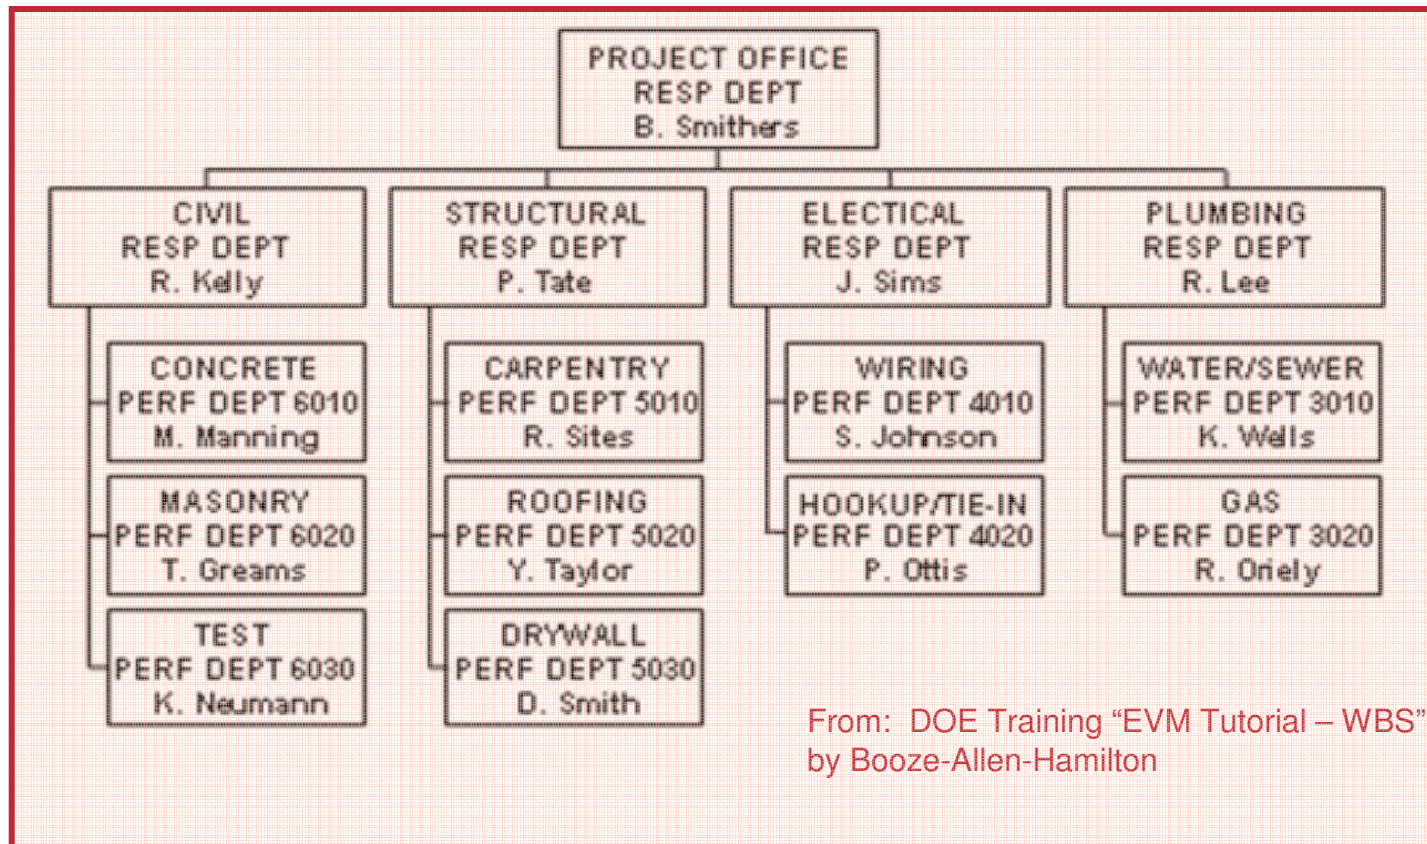 PROJECT OFFICE
RESP DEPT
B. Smithers
CIVIL
RESP DEPT
R. Kelly
STRUCTURAL
RESP DEPT
P. Tate
ELECTICAL
RESP DEPT
J. Sims
PLUMBING
RESP DEPT
R. Lee
CONCRETE
PERF DEPT 6010
M. Manning
MASONRY
PERF DEPT 6020
T. Greams
TEST
PERF DEPT 6030
K. Neumann
CARPENTRY
PERF DEPT 5010
R. Sites
ROOFING
PERF DEPT 5020
Y. Taylor
DRYWALL
PERF DEPT 5030
D. Smith
WIRING
PERF DEPT 4010
S. Johnson
HOOKUP/TIE-IN
PERF DEPT 4020
P. Ottis
WATER/SEWER
PERF DEPT 3010
K. Wells
GAS
PERF DEPT 3020
R. Oriely
From: DOE Training “EVM Tutorial – WBS”
by Booze-Allen-Hamilton